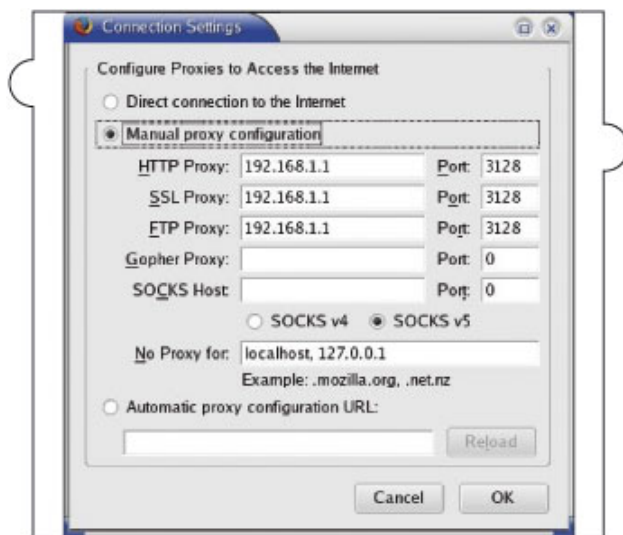 Connection Settings
Configure Proxies to Access the Internet
Direct connection to the Internet
Manual proxy configuration
HTTP Proxy: 192.168.1.1 Port: 3128
SSL Proxy: 192.168.1.1 Port: 3128
FTP Proxy: 192.168.1.1 Port: 3128
Gopher Proxy: Port: 0
SOCKS Host: Port: 0
SOCKS v4 SOCKS v5
No Proxy for: localhost, 127.0.0.1
Example: .mozilla.org, .net.nz
Automatic proxy configuration URL:
Reload
Cancel OK